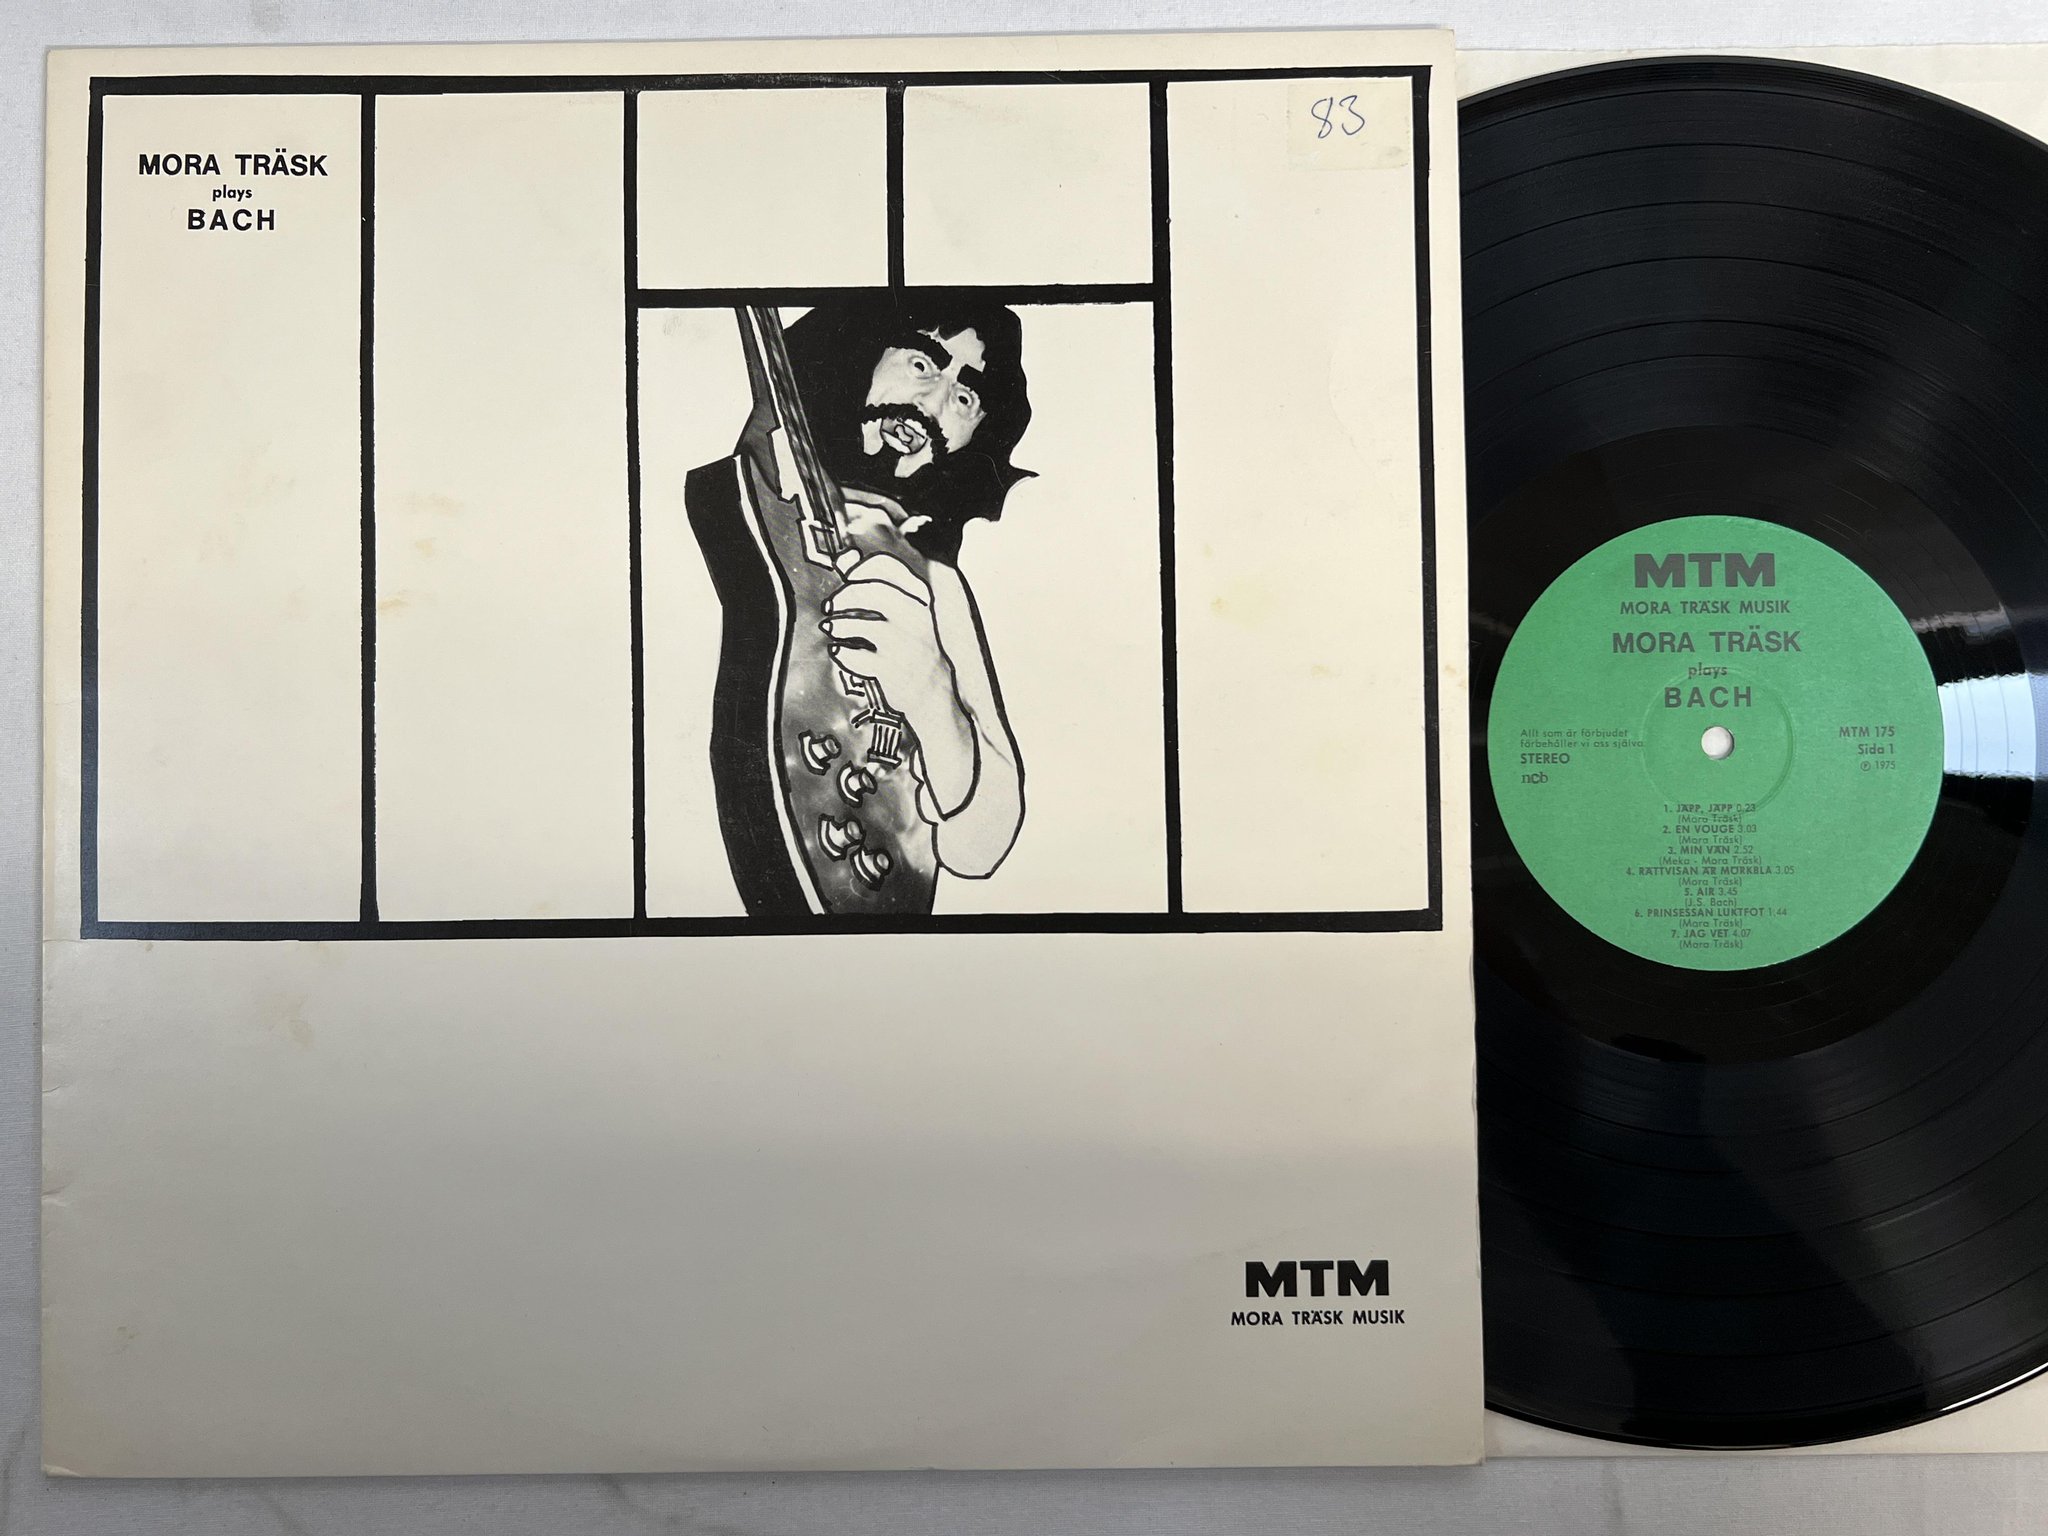 MORA TRÄSK
plays
BACH
83
MTM
MORA TRÄSK MUSIK
MTM
MORA TRÄSK MUSIK
MORA TRÄSK
plays
BACH
Allt som är förbjudet
förbehåller vi oss själva.
STEREO
ncb
MTM 175
Sida 1
℗ 1975
1. JÄPP, JÄPP 0.23
(Mora Träsk)
2. EN VOUGE 3.03
(Mora Träsk)
3. MIN VÄN 2.52
(Meka - Mora Träsk)
4. RÄTTVISAN ÄR MÖRKBLÅ 3.05
(Mora Träsk)
5. AIR 3.45
(J.S. Bach)
6. PRINSESSAN LUKTFOT 1.44
(Mora Träsk)
7. JAG VET 4.07
(Mora Träsk)